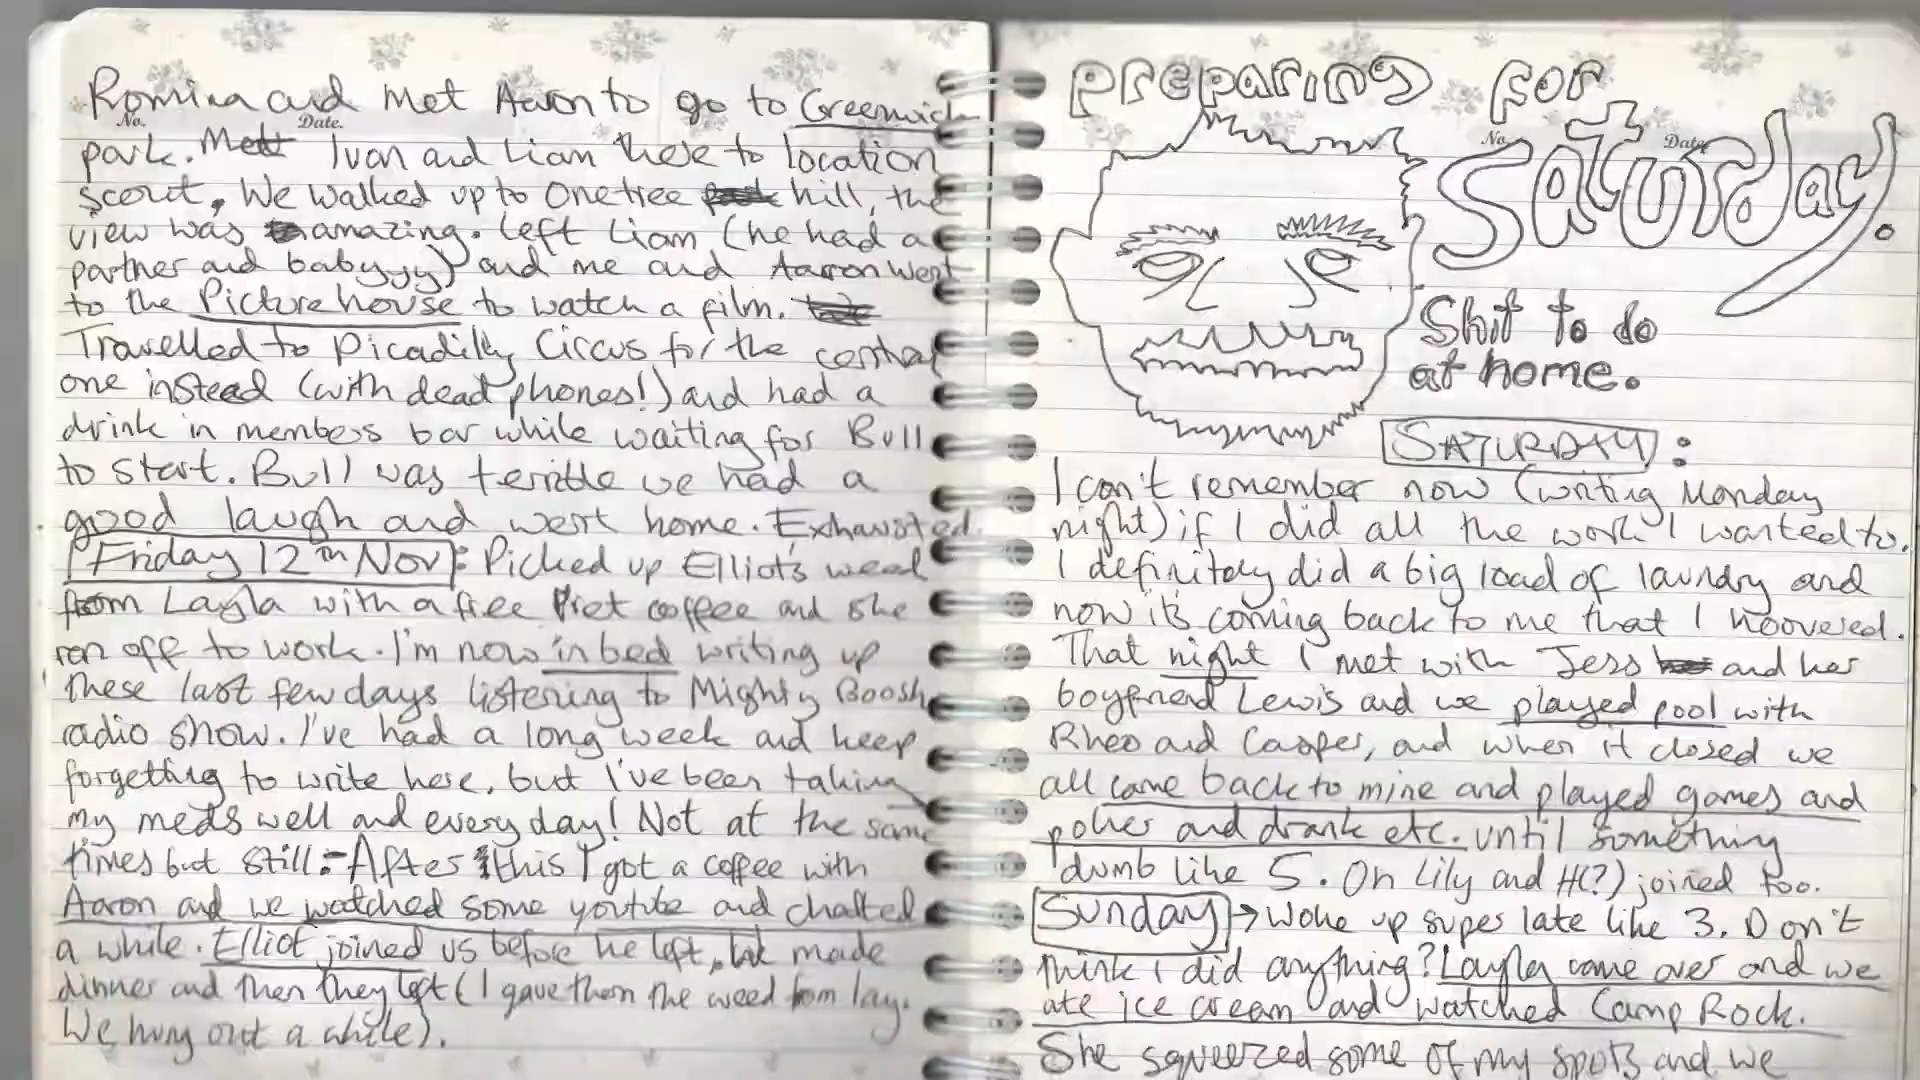 Romina and met Aaron to go to Greenwich
No. Date.
park. Mett Ivan and Liam there to location
scout. We walked up to One tree hill, the
view was amazing. Left Liam (he had a
partner and babyyyy) and me and Aaron went
to the Picturehouse to watch a film.
Travelled to Picadilly Circus for the central
one instead (with dead phones!) and had a
drink in members bar while waiting for Bull
to start. Bull was terrible we had a
good laugh and went home. Exhausted.
Friday 12th Nov: Picked up Elliot's weed
from Layla with a free Pret coffee and she
ran off to work. I'm now in bed writing up
these last few days listening to Mighty Boosh
radio show. I've had a long week and keep
forgetting to write here, but I've been taking
my meds well and every day! Not at the same
times but still :- After this I got a coffee with
Aaron and we watched some youtube and chatted
a while. Elliot joined us before he left, made
dinner and then they left (I gave them the weed from lay.
We hung out a while).
Preparing for
No. Date.
Saturday.
Shit to do
at home.
SATURDAY:
I can't remember now (writing Monday
night) if I did all the work I wanted to.
I definitely did a big load of laundry and
now it's coming back to me that I hoovered.
That night I met with Jess and her
boyfriend Lewis and we played pool with
Rheo and Casper, and when it closed we
all came back to mine and played games and
poker and drank etc. until something
dumb like 5. Oh Lily and H(?) joined too.
Sunday → Woke up super late like 3. Don't
think I did anything? Layla came over and we
ate ice cream and watched Camp Rock.
She squeezed some of my spots and we